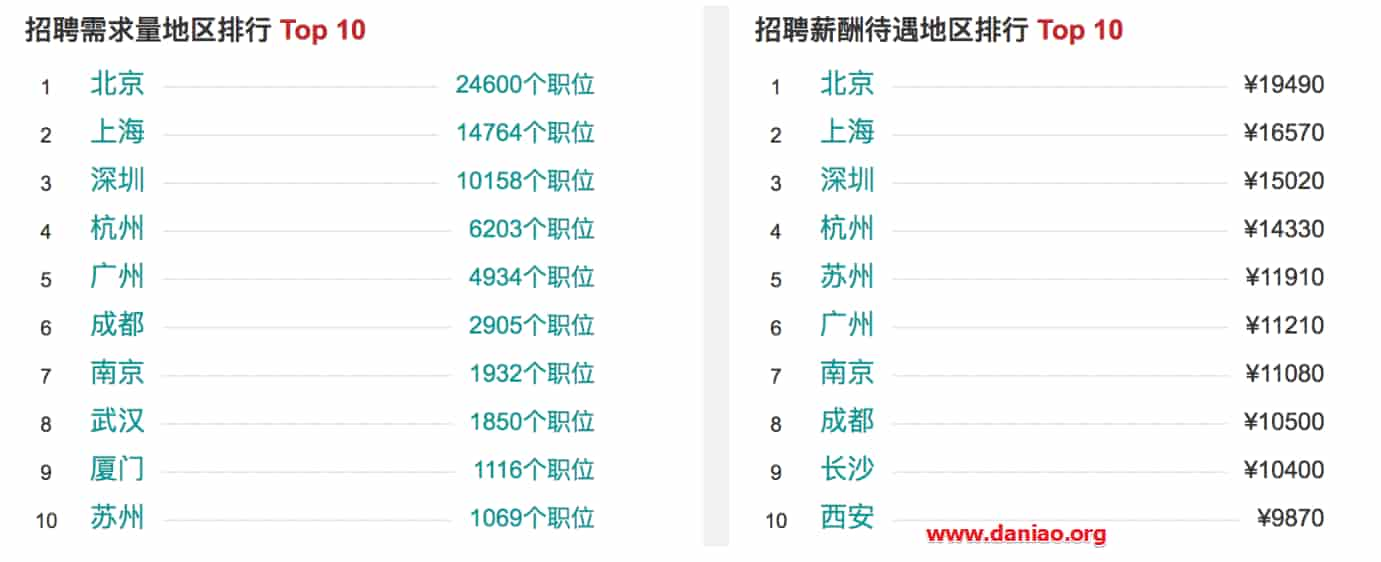 招聘需求量地区排行 Top 10
1 北京 24600个职位
2 上海 14764个职位
3 深圳 10158个职位
4 杭州 6203个职位
5 广州 4934个职位
6 成都 2905个职位
7 南京 1932个职位
8 武汉 1850个职位
9 厦门 1116个职位
10 苏州 1069个职位
招聘薪酬待遇地区排行 Top 10
1 北京 ¥19490
2 上海 ¥16570
3 深圳 ¥15020
4 杭州 ¥14330
5 苏州 ¥11910
6 广州 ¥11210
7 南京 ¥11080
8 成都 ¥10500
9 长沙 ¥10400
10 西安 ¥9870
www.daniao.org